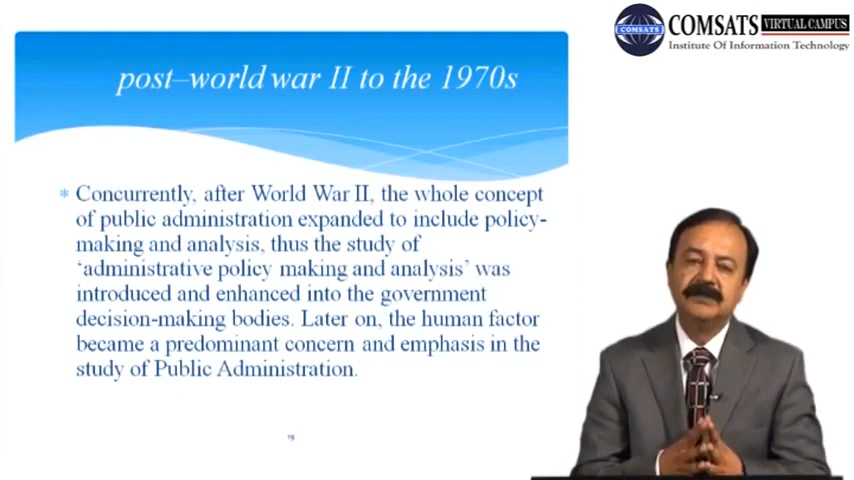 COMSATS VIRTUAL CAMPUS
Institute Of Information Technology
COMSATS
post–world war II to the 1970s
* Concurrently, after World War II, the whole concept
of public administration expanded to include policy-
making and analysis, thus the study of
‘administrative policy making and analysis’ was
introduced and enhanced into the government
decision-making bodies. Later on, the human factor
became a predominant concern and emphasis in the
study of Public Administration.
19